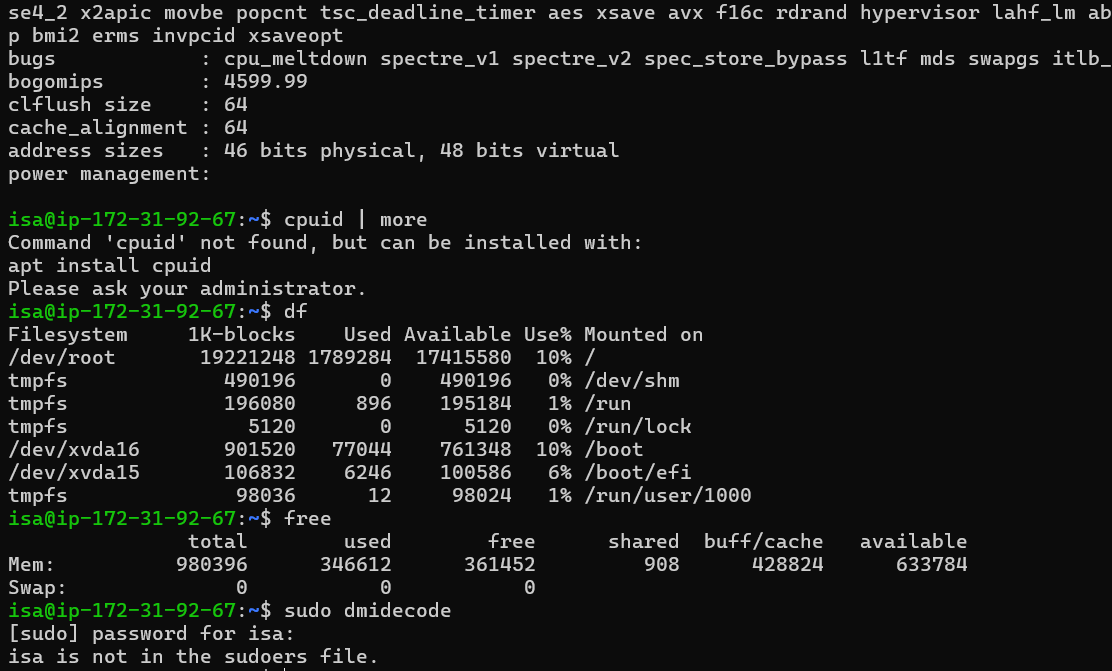 se4_2 x2apic movbe popcnt tsc_deadline_timer aes xsave avx f16c rdrand hypervisor lahf_lm ab
p bmi2 erms invpcid xsaveopt
bugs            : cpu_meltdown spectre_v1 spectre_v2 spec_store_bypass l1tf mds swapgs itlb_
bogomips        : 4599.99
clflush size    : 64
cache_alignment : 64
address sizes   : 46 bits physical, 48 bits virtual
power management:
isa@ip-172-31-92-67:~$ cpuid | more
Command 'cpuid' not found, but can be installed with:
apt install cpuid
Please ask your administrator.
isa@ip-172-31-92-67:~$ df
Filesystem     1K-blocks    Used Available Use% Mounted on
/dev/root       19221248 1789284  17415580  10% /
tmpfs             490196       0    490196   0% /dev/shm
tmpfs             196080     896    195184   1% /run
tmpfs               5120       0      5120   0% /run/lock
/dev/xvda16       901520   77044    761348  10% /boot
/dev/xvda15       106832    6246    100586   6% /boot/efi
tmpfs              98036      12     98024   1% /run/user/1000
isa@ip-172-31-92-67:~$ free
               total        used        free      shared  buff/cache   available
Mem:          980396      346612      361452         908      428824      633784
Swap:              0           0           0
isa@ip-172-31-92-67:~$ sudo dmidecode
[sudo] password for isa:
isa is not in the sudoers file.